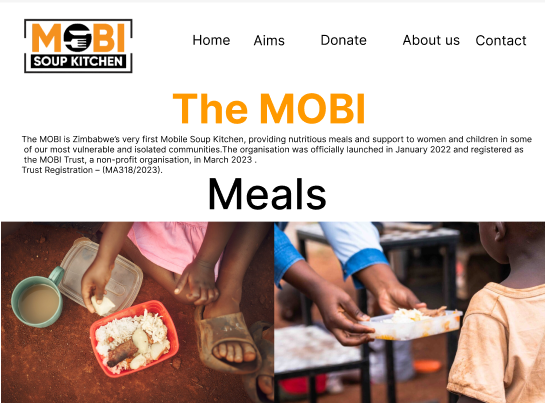 MOBI
SOUP KITCHEN
Home Aims Donate About us Contact
The MOBI
The MOBI is Zimbabwe's very first Mobile Soup Kitchen, providing nutritious meals and support to women and children in some
of our most vulnerable and isolated communities.The organisation was officially launched in January 2022 and registered as
the MOBI Trust, a non-profit organisation, in March 2023 .
Trust Registration – (MA318/2023).
Meals